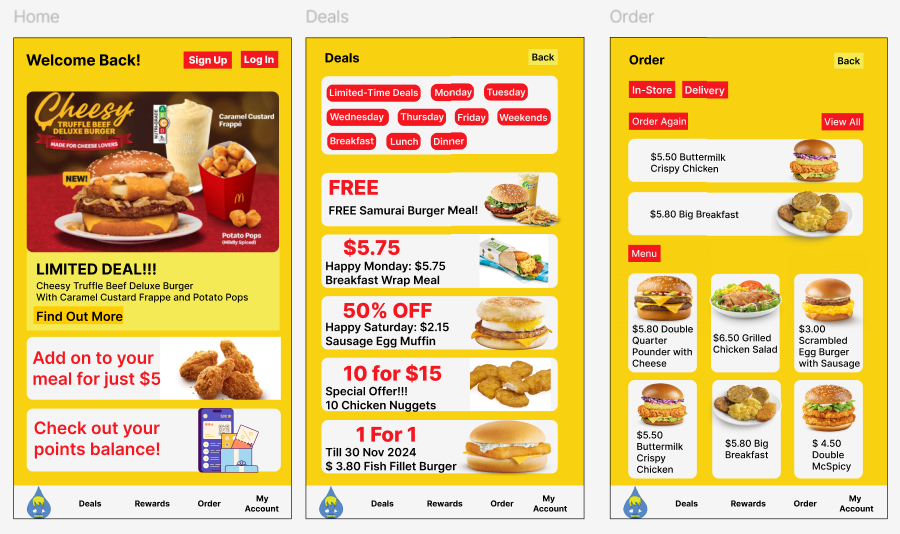 Home
Welcome Back!
Sign Up
Log In
Cheesy
TRUFFLE BEEF
DELUXE BURGER
MADE FOR CHEESE LOVERS
NEW!
Caramel Custard
Frappé
NUTRI-GRADE
Potato Pops
(Mildly Spiced)
LIMITED DEAL!!!
Cheesy Truffle Beef Deluxe Burger
With Caramel Custard Frappe and Potato Pops
Find Out More
Add on to your
meal for just $5
Check out your
points balance!
Deals
Rewards
Order
My
Account
Deals
Deals
Back
Limited-Time Deals
Monday
Tuesday
Wednesday
Thursday
Friday
Weekends
Breakfast
Lunch
Dinner
FREE
FREE Samurai Burger Meal!
$5.75
Happy Monday: $5.75
Breakfast Wrap Meal
50% OFF
Happy Saturday: $2.15
Sausage Egg Muffin
10 for $15
Special Offer!!!
10 Chicken Nuggets
1 For 1
Till 30 Nov 2024
$ 3.80 Fish Fillet Burger
Deals
Rewards
Order
My
Account
Order
Order
Back
In-Store
Delivery
Order Again
View All
$5.50 Buttermilk
Crispy Chicken
$5.80 Big Breakfast
Menu
$5.80 Double
Quarter
Pounder with
Cheese
$6.50 Grilled
Chicken Salad
$3.00
Scrambled
Egg Burger
with Sausage
$5.50
Buttermilk
Crispy
Chicken
$5.80 Big
Breakfast
$ 4.50
Double
McSpicy
Deals
Rewards
Order
My
Account